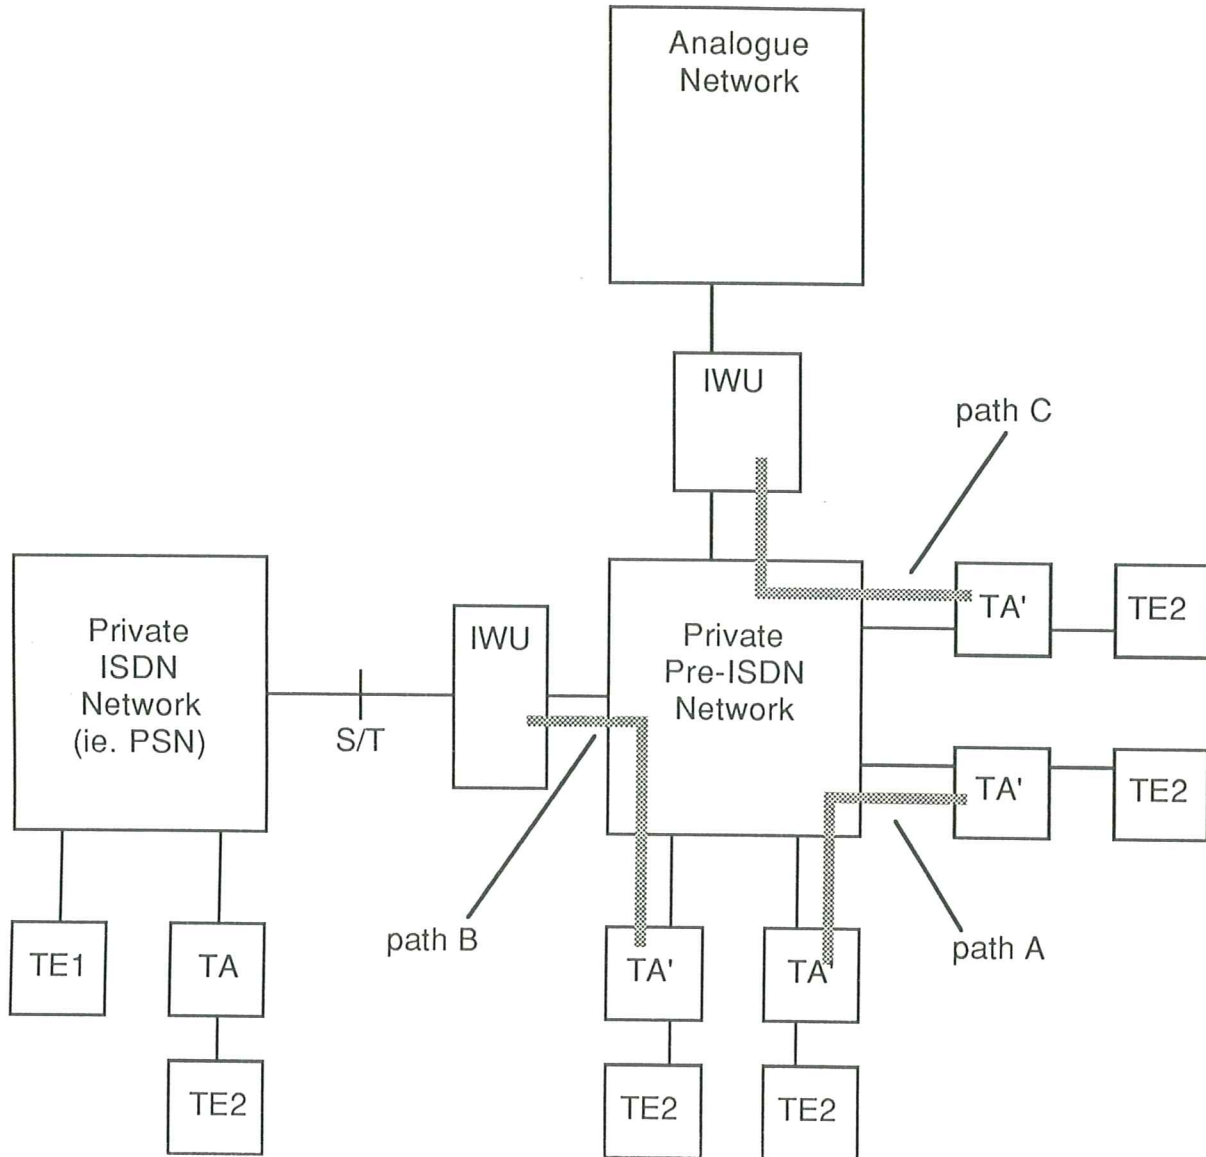 Analogue
Network
IWU
path C
Private
ISDN
Network
(ie. PSN)
S/T
IWU
Private
Pre-ISDN
Network
TA'
TE2
TA'
TE2
path B
path A
TE1
TA
TA'
TA'
TE2
TE2
TE2